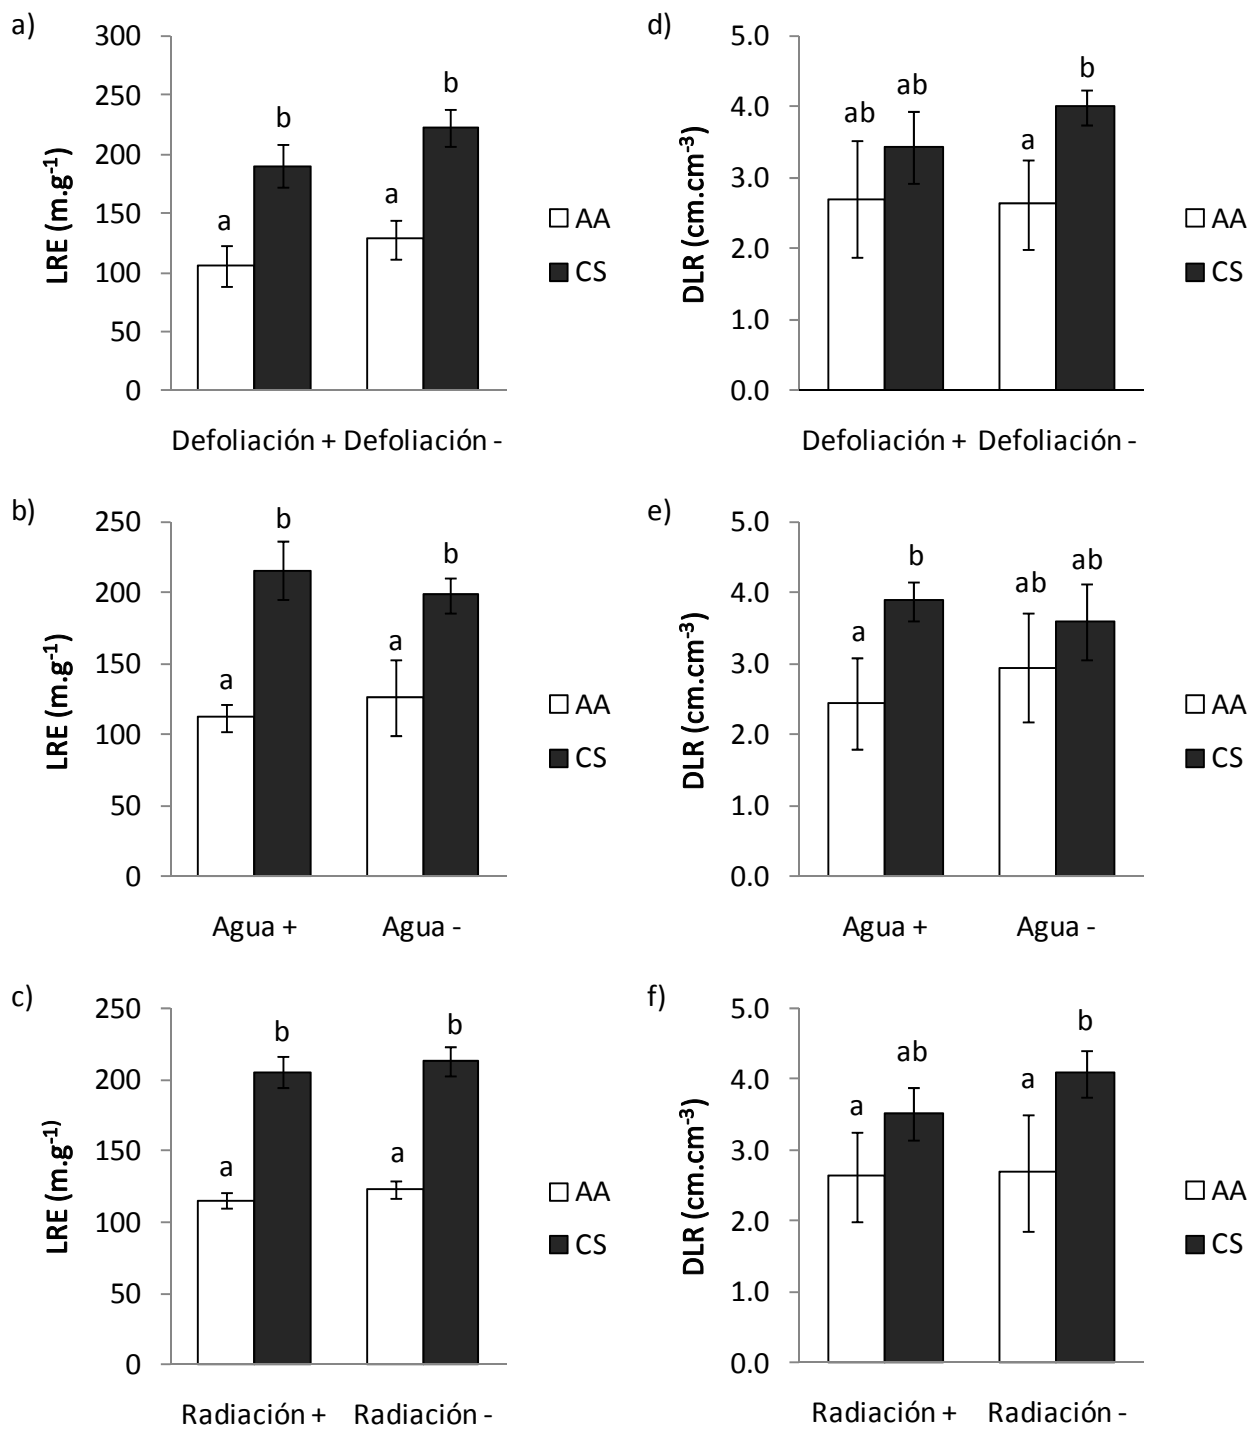 a)
300
250
200
150
100
50
0
LRE (m.g⁻¹)
a
b
a
b
AA
CS
Defoliación + Defoliación -
d)
5.0
4.0
3.0
2.0
1.0
0.0
DLR (cm.cm⁻³)
ab
ab
a
b
AA
CS
Defoliación + Defoliación -
b)
250
200
150
100
50
0
LRE (m.g⁻¹)
a
b
a
b
AA
CS
Agua + Agua -
e)
5.0
4.0
3.0
2.0
1.0
0.0
DLR (cm.cm⁻³)
a
b
ab
ab
AA
CS
Agua + Agua -
c)
250
200
150
100
50
0
LRE (m.g⁻¹⁾
a
b
a
b
AA
CS
Radiación + Radiación -
f)
5.0
4.0
3.0
2.0
1.0
0.0
DLR (cm.cm⁻³)
a
ab
a
b
AA
CS
Radiación + Radiación -